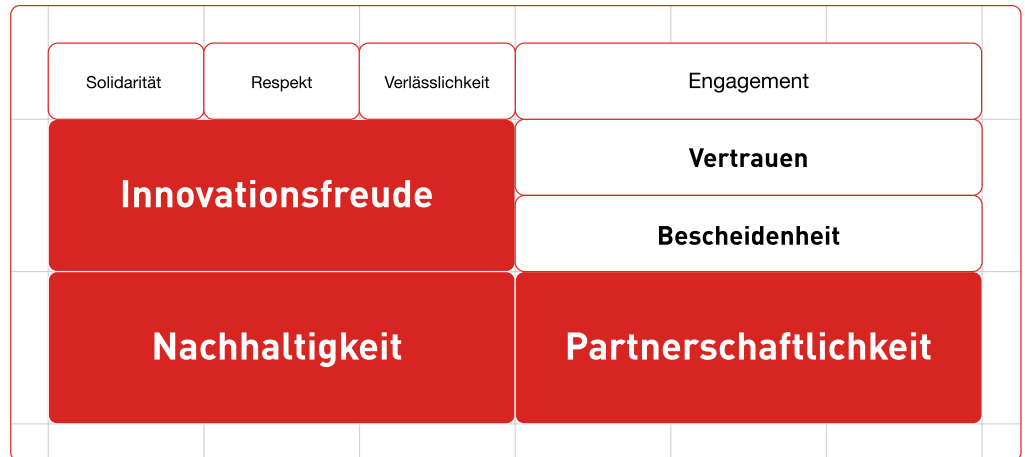 Solidarität
Respekt
Verlässlichkeit
Engagement
Innovationsfreude
Vertrauen
Bescheidenheit
Nachhaltigkeit
Partnerschaftlichkeit